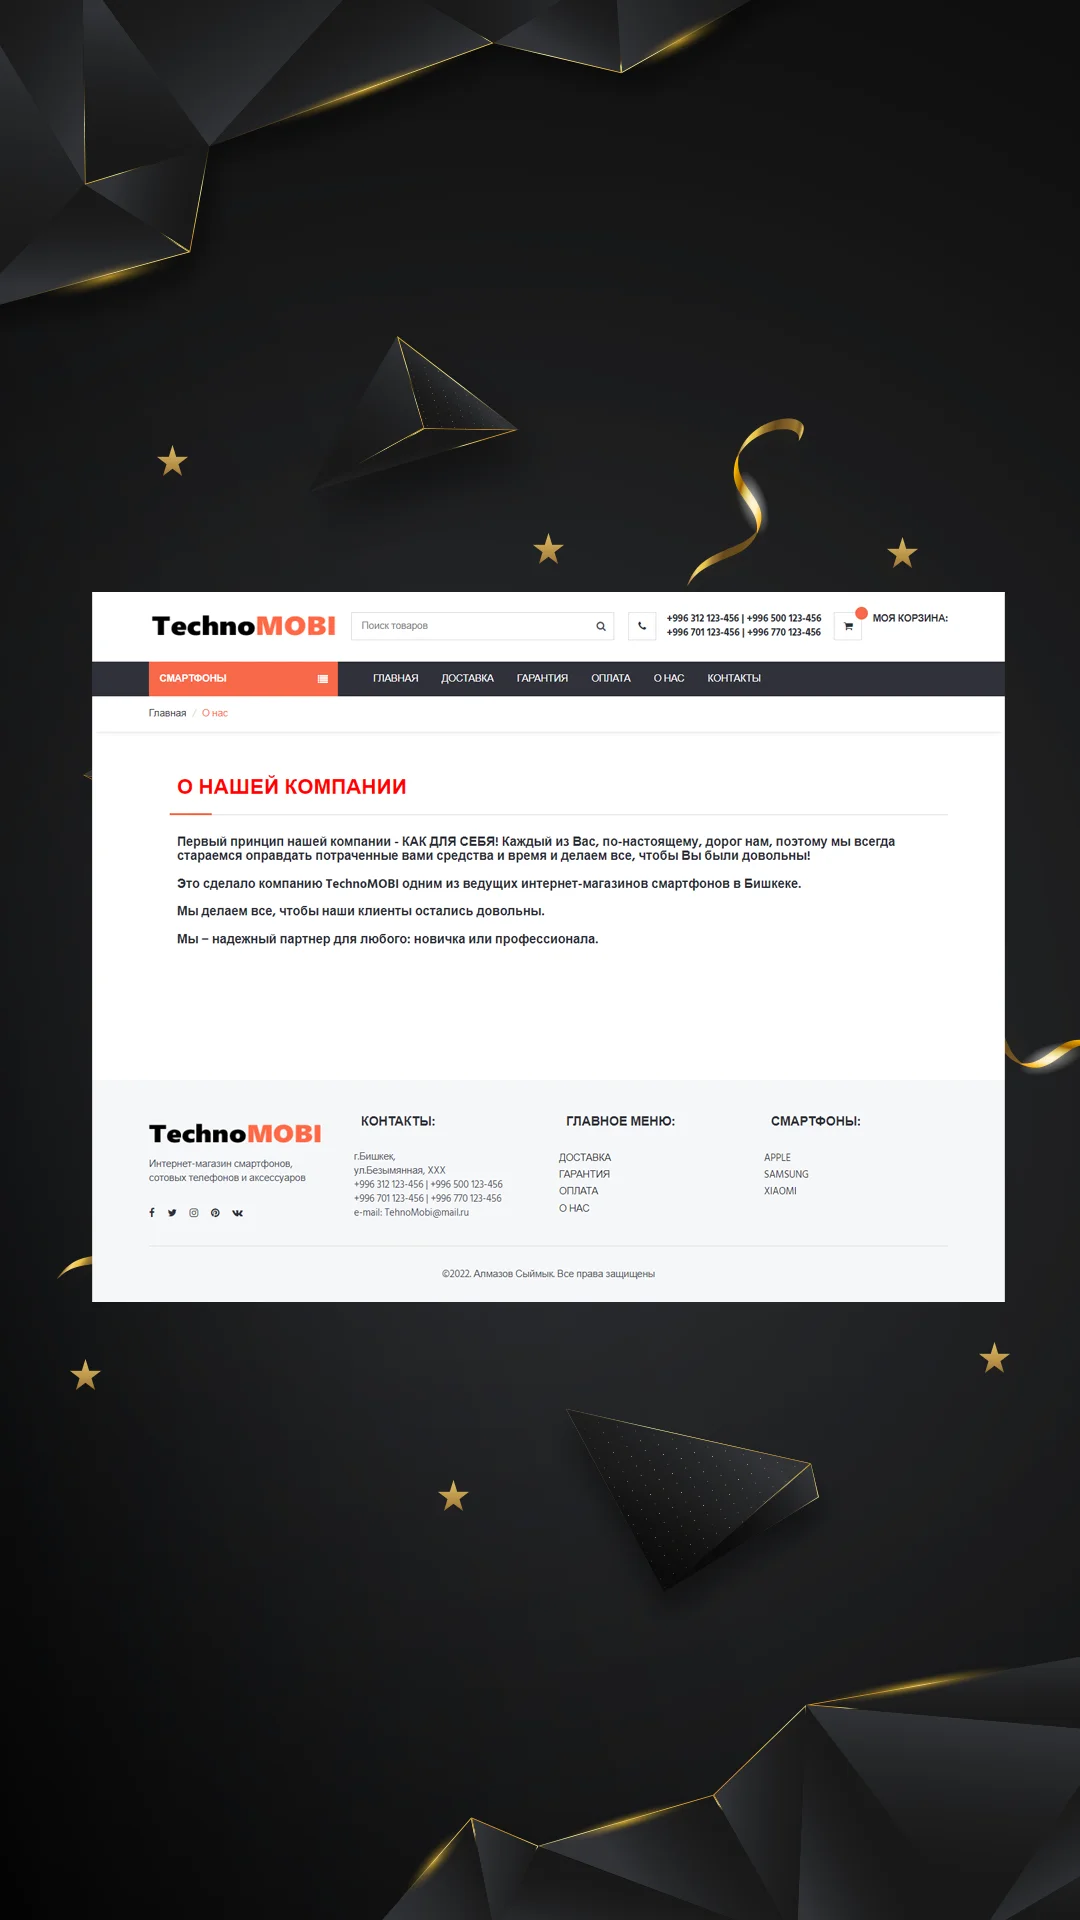 TechnoMOBI
Поиск товаров
+996 312 123-456 | +996 500 123-456
+996 701 123-456 | +996 770 123-456
МОЯ КОРЗИНА:
СМАРТФОНЫ
ГЛАВНАЯ ДОСТАВКА ГАРАНТИЯ ОПЛАТА О НАС КОНТАКТЫ
Главная / О нас
О НАШЕЙ КОМПАНИИ
Первый принцип нашей компании - КАК ДЛЯ СЕБЯ! Каждый из Вас, по-настоящему, дорог нам, поэтому мы всегда
стараемся оправдать потраченные вами средства и время и делаем все, чтобы Вы были довольны!
Это сделало компанию TechnoMOBI одним из ведущих интернет-магазинов смартфонов в Бишкеке.
Мы делаем все, чтобы наши клиенты остались довольны.
Мы – надежный партнер для любого: новичка или профессионала.
TechnoMOBI
Интернет-магазин смартфонов,
сотовых телефонов и аксессуаров
КОНТАКТЫ:
г.Бишкек,
ул.Безымянная, XXX
+996 312 123-456 | +996 500 123-456
+996 701 123-456 | +996 770 123-456
e-mail: TehnoMobi@mail.ru
ГЛАВНОЕ МЕНЮ:
ДОСТАВКА
ГАРАНТИЯ
ОПЛАТА
О НАС
СМАРТФОНЫ:
APPLE
SAMSUNG
XIAOMI
©2022. Алмазов Сыймык. Все права защищены